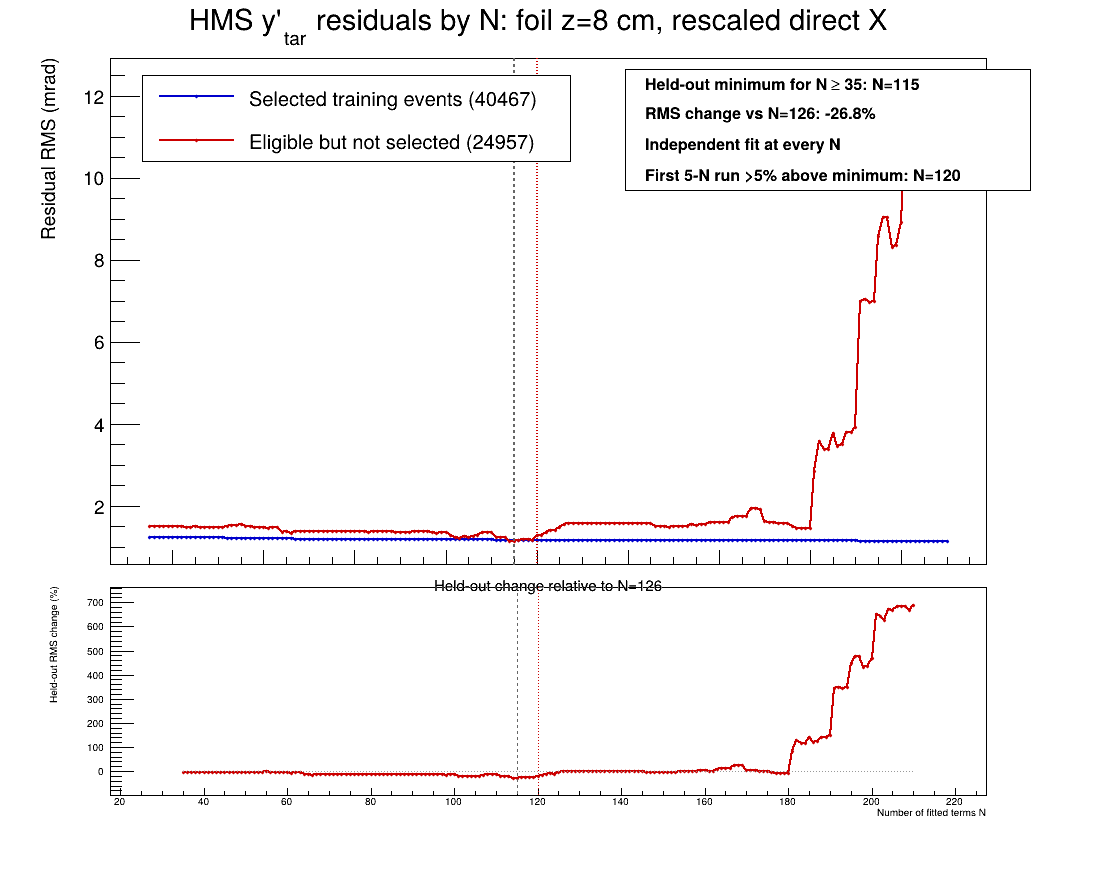 HMS y'tar residuals by N: foil z=8 cm, rescaled direct X
Residual RMS (mrad)
12
10
8
6
4
2
Selected training events (40467)
Eligible but not selected (24957)
Held-out minimum for N ≥ 35: N=115
RMS change vs N=126: -26.8%
Independent fit at every N
First 5-N run >5% above minimum: N=120
Held-out change relative to N=126
Held-out RMS change (%)
700
600
500
400
300
200
100
0
20 40 60 80 100 120 140 160 180 200 220
Number of fitted terms N